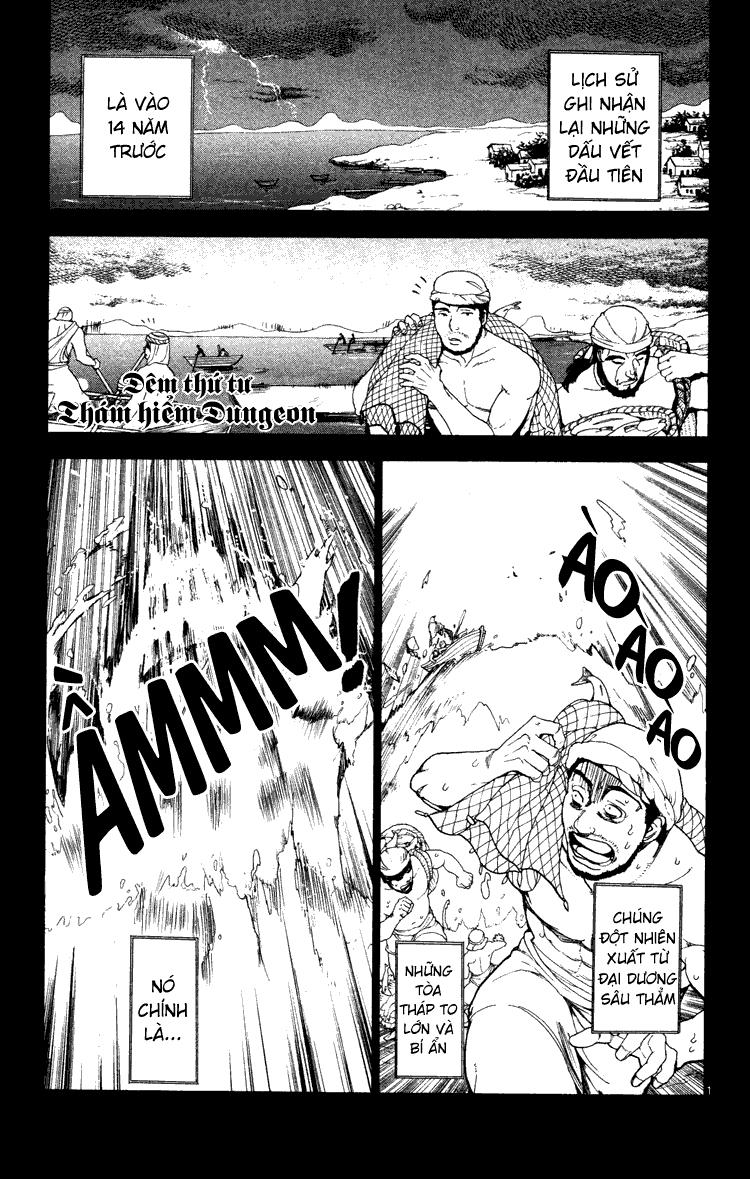 LỊCH SỬ
GHI NHẬN
LẠI NHỮNG
DẤU VẾT
ĐẦU TIÊN
LÀ VÀO
14 NĂM
TRƯỚC
Đêm thứ tư
Thám hiểm Dungeon
ÀO
ÀO
ÀO
CHÚNG
ĐỘT NHIÊN
XUẤT TỪ
ĐẠI DƯƠNG
SÂU THẲM
NHỮNG
TÒA
THÁP TO
LỚN VÀ
BÍ ẨN
ẦMMM!
NÓ
CHÍNH
LÀ...
1